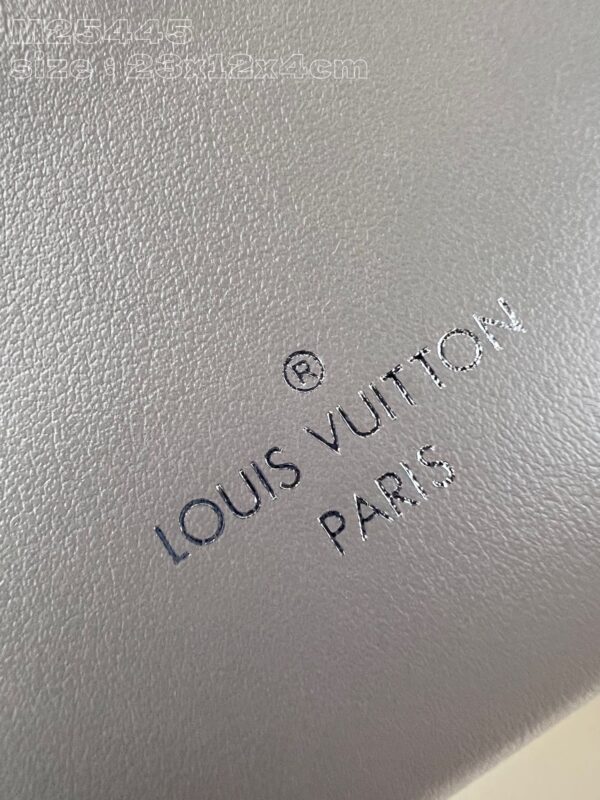 M25445
size : 23x12x4cm
®
LOUIS VUITTON
PARIS